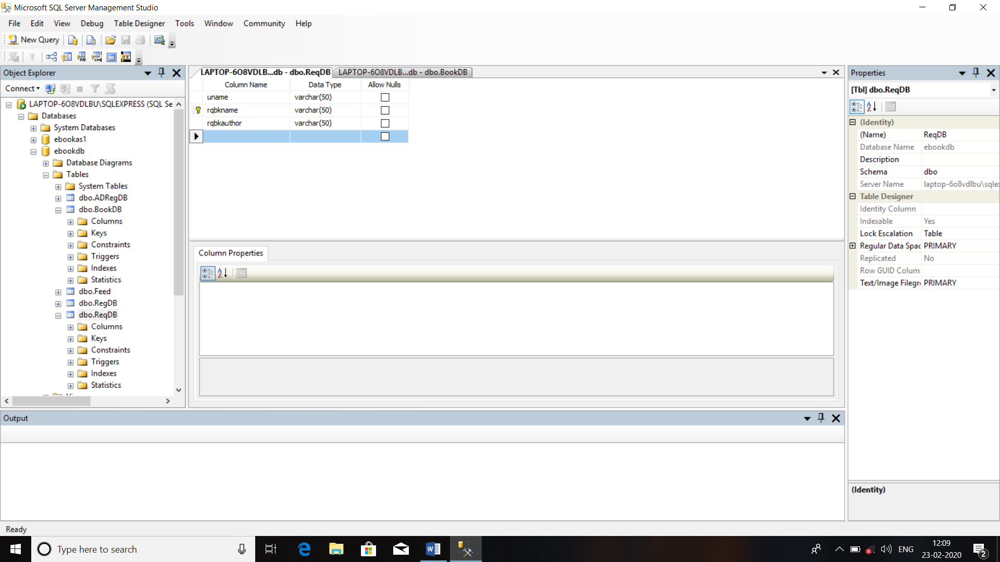 Microsoft SQL Server Management Studio
File Edit View Debug Table Designer Tools Window Community Help
New Query
Object Explorer
Connect
LAPTOP-6O8VDLBU\SQLEXPRESS (SQL Se
Databases
System Databases
ebookas1
ebookdb
Database Diagrams
Tables
System Tables
dbo.ADRegDB
dbo.BookDB
Columns
Keys
Constraints
Triggers
Indexes
Statistics
dbo.Feed
dbo.RegDB
dbo.ReqDB
Columns
Keys
Constraints
Triggers
Indexes
Statistics
LAPTOP-6O8VDLB...db - dbo.ReqDB LAPTOP-6O8VDLB...db - dbo.BookDB
Column Name Data Type Allow Nulls
uname varchar(50)
rqbkname varchar(50)
rqbkauthor varchar(50)
Column Properties
Properties
[Tbl] dbo.ReqDB
(Identity)
(Name) ReqDB
Database Name ebookdb
Description
Schema dbo
Server Name laptop-6o8vdlbu\sqlex
Table Designer
Identity Column
Indexable Yes
Lock Escalation Table
Regular Data Spac PRIMARY
Replicated No
Row GUID Colum
Text/Image Filegr PRIMARY
(Identity)
Output
Ready
Type here to search
ENG
12:09
23-02-2020
2